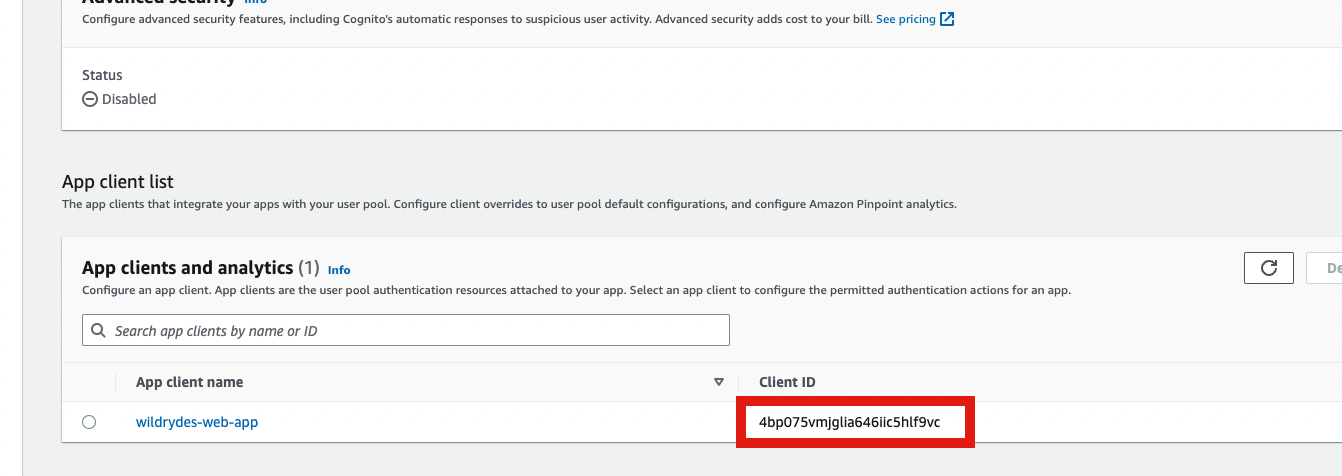 Advanced security Info
Configure advanced security features, including Cognito's automatic responses to suspicious user activity. Advanced security adds cost to your bill. See pricing
Status
Disabled
App client list
The app clients that integrate your apps with your user pool. Configure client overrides to user pool default configurations, and configure Amazon Pinpoint analytics.
App clients and analytics (1) Info
De
Configure an app client. App clients are the user pool authentication resources attached to your app. Select an app client to configure the permitted authentication actions for an app.
Search app clients by name or ID
App client name Client ID
wildrydes-web-app 4bp075vmjglia646iic5hlf9vc